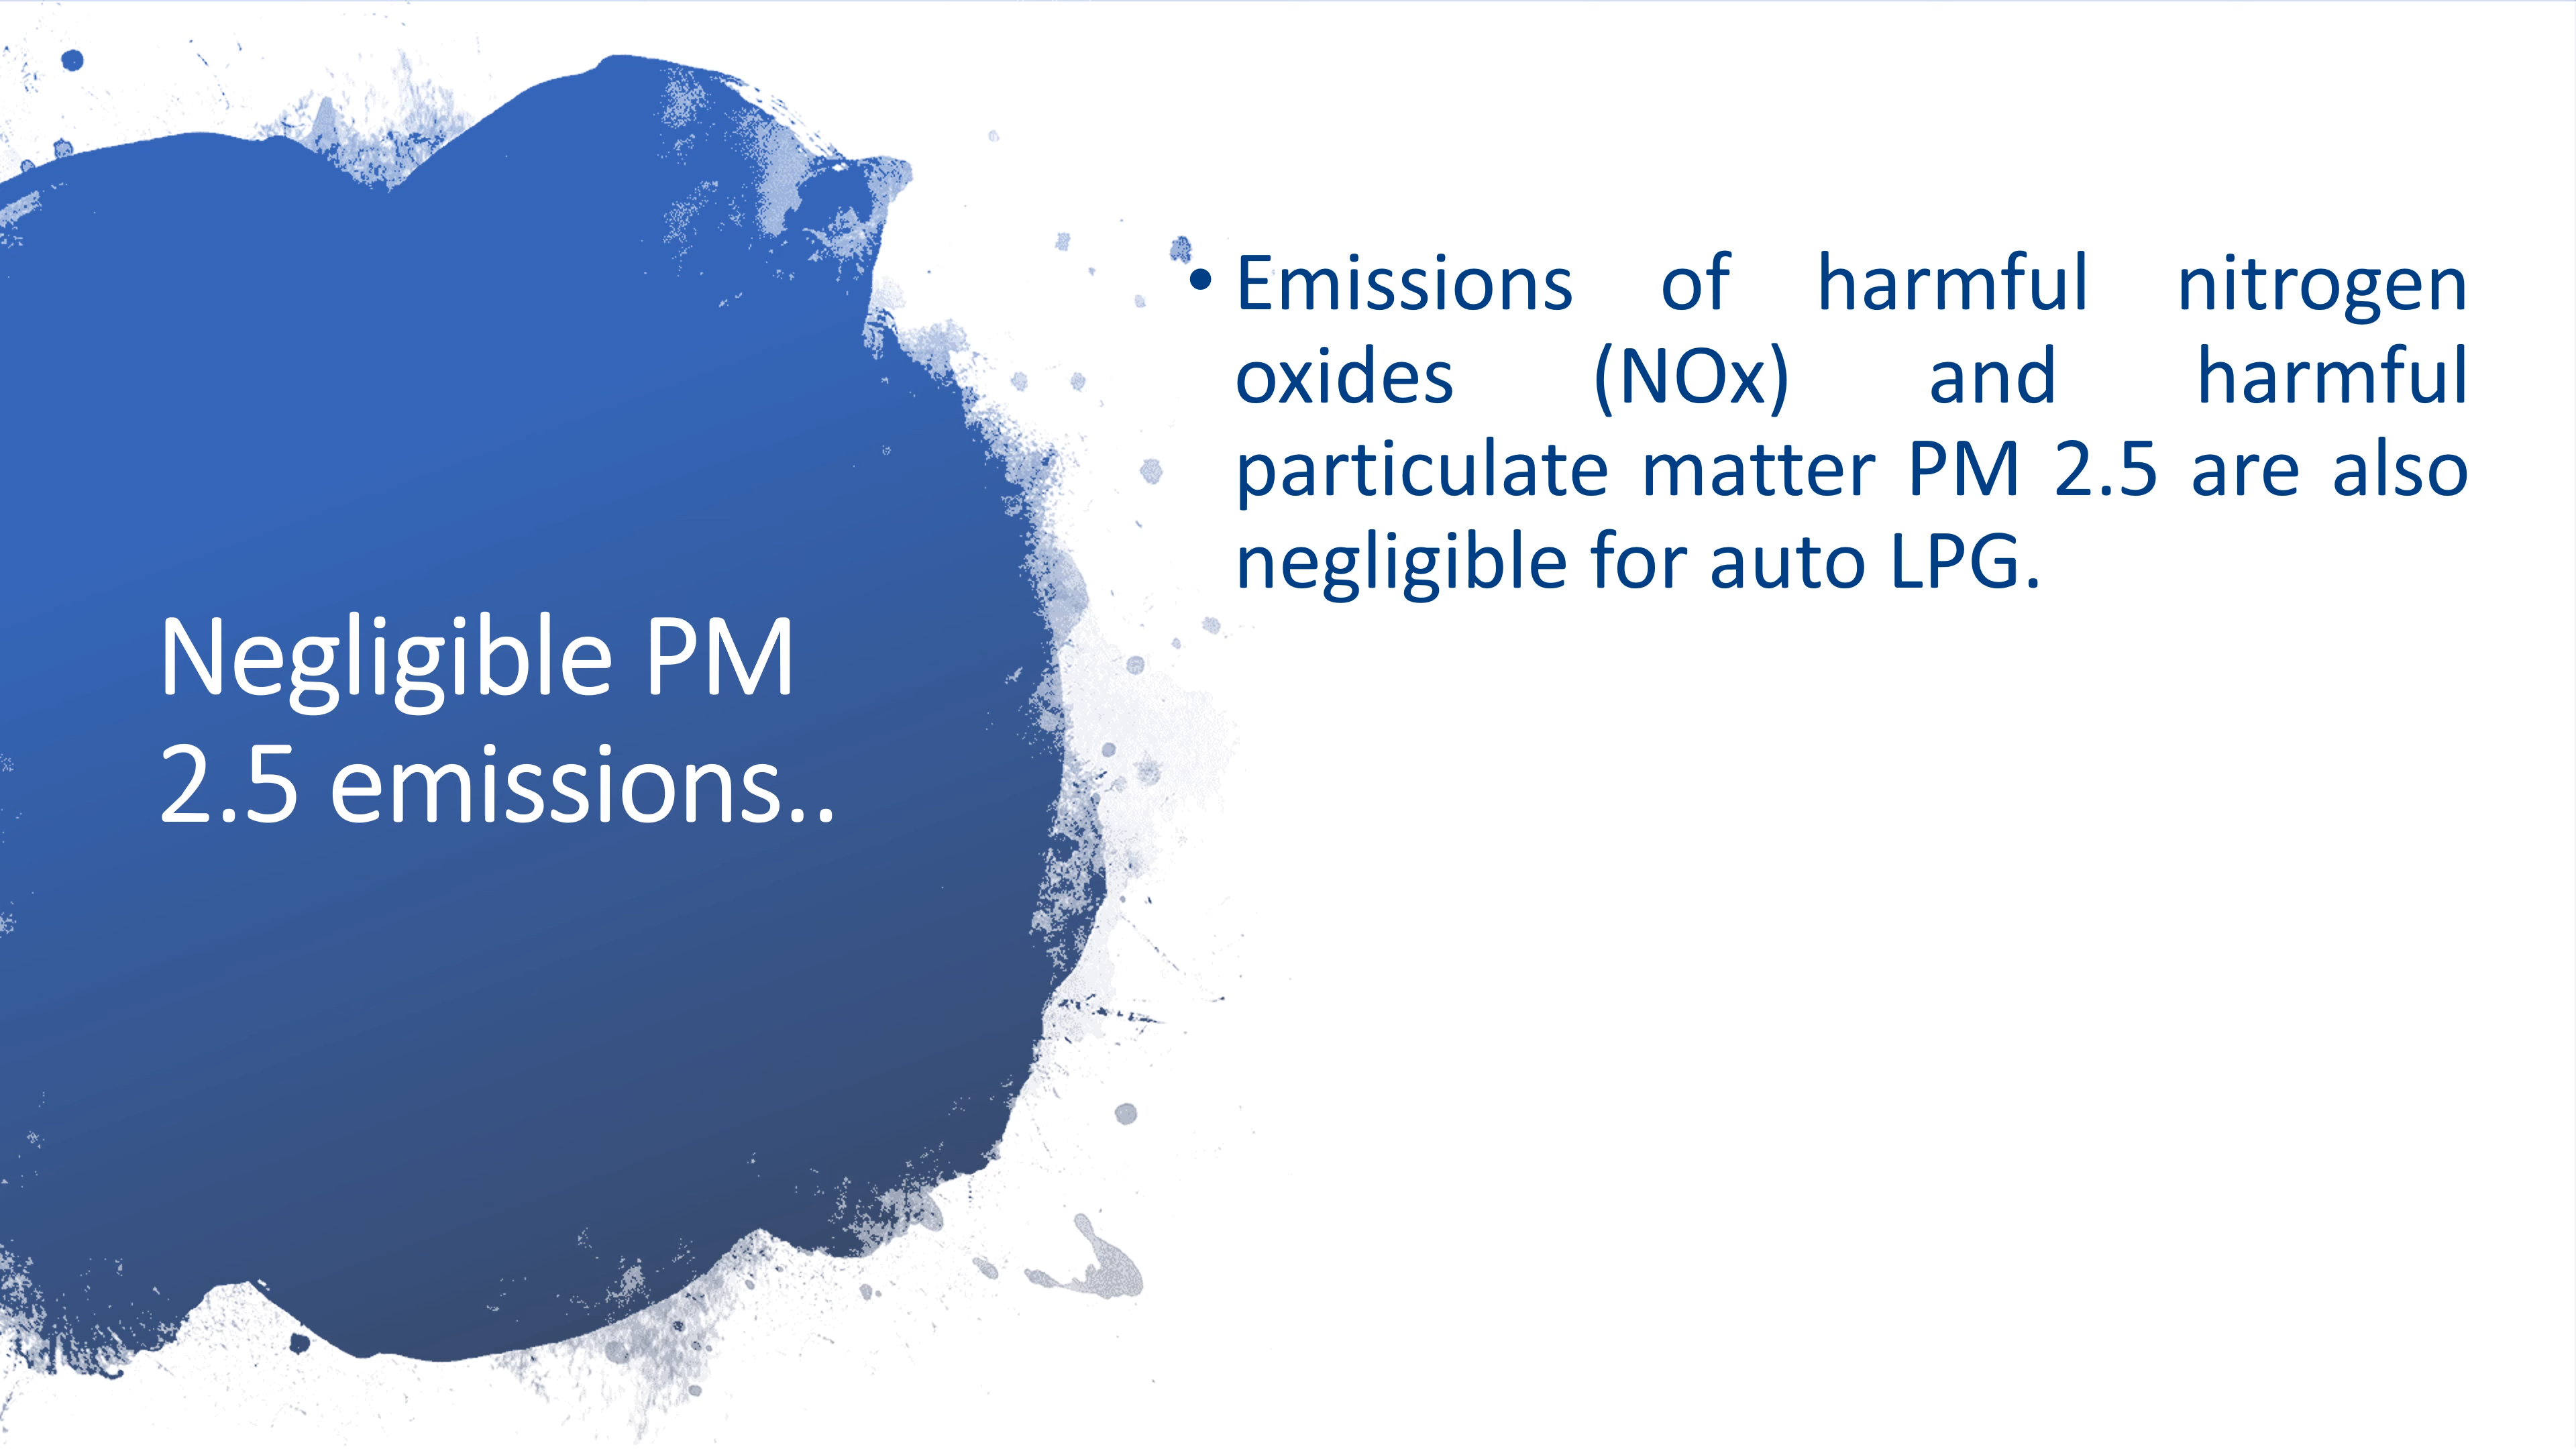 Negligible PM
2.5 emissions..
• Emissions of harmful nitrogen
oxides (NOx) and harmful
particulate matter PM 2.5 are also
negligible for auto LPG.